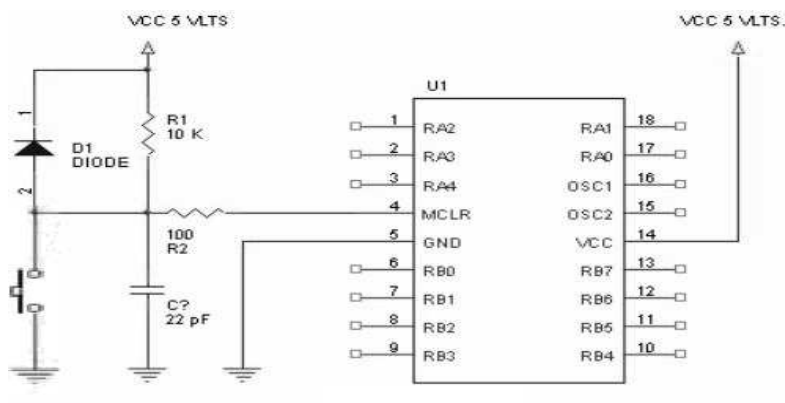 VCC 5 VLTS
VCC 5 VLTS.
U1
1
R1
10 K
D1
DIODE
2
100
R2
C?
22 pF
1 RA2 RA1 18
2 RA3 RA0 17
3 RA4 OSC1 16
4 MCLR OSC2 15
5 GND VCC 14
6 RB0 RB7 13
7 RB1 RB6 12
8 RB2 RB5 11
9 RB3 RB4 10